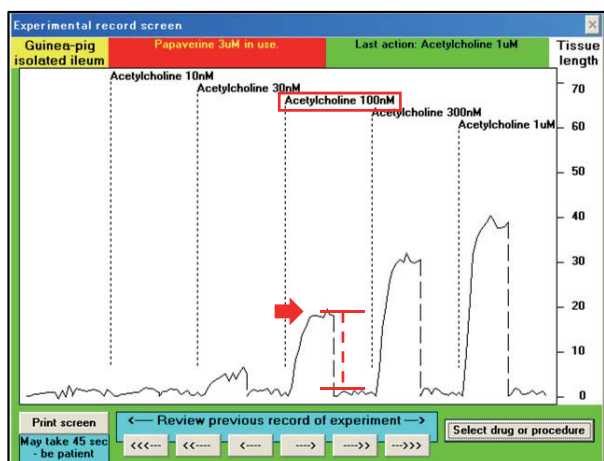 Experimental record screen
Guinea-pig
isolated ileum
Papaverine 3uM in use.
Last action: Acetylcholine 1uM
Tissue
length
Acetylcholine 10nM
Acetylcholine 30nM
Acetylcholine 100nM
Acetylcholine 300nM
Acetylcholine 1uM
70
60
50
40
30
20
10
0
Print screen
May take 45 sec
- be patient
<---- Review previous record of experiment ---->
<<<---
<<----
<----
---->
---->>
--->>>
Select drug or procedure